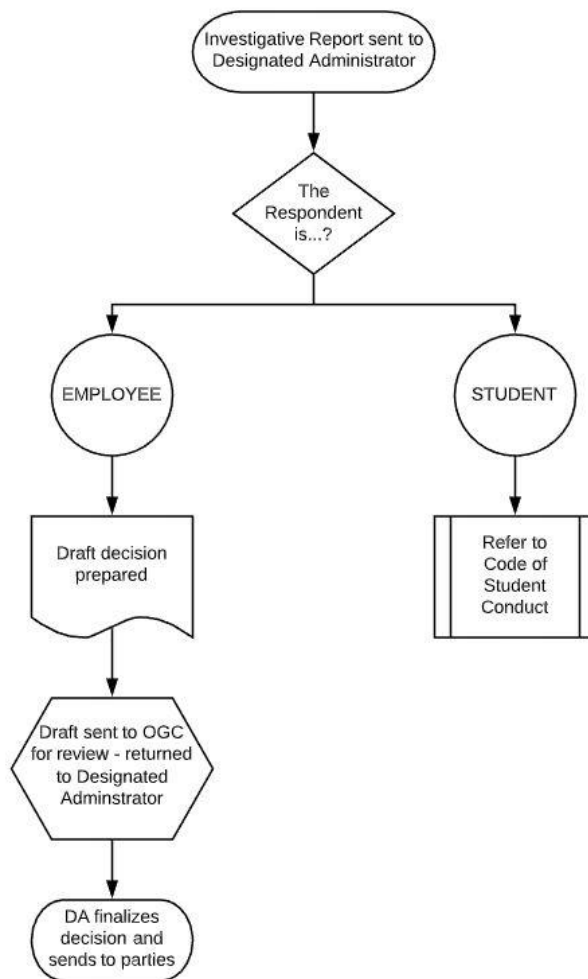 Investigative Report sent to
Designated Administrator
The
Respondent
is...?
EMPLOYEE
STUDENT
Draft decision
prepared
Refer to
Code of
Student
Conduct
Draft sent to OGC
for review - returned
to Designated
Adminstrator
DA finalizes
decision and
sends to parties